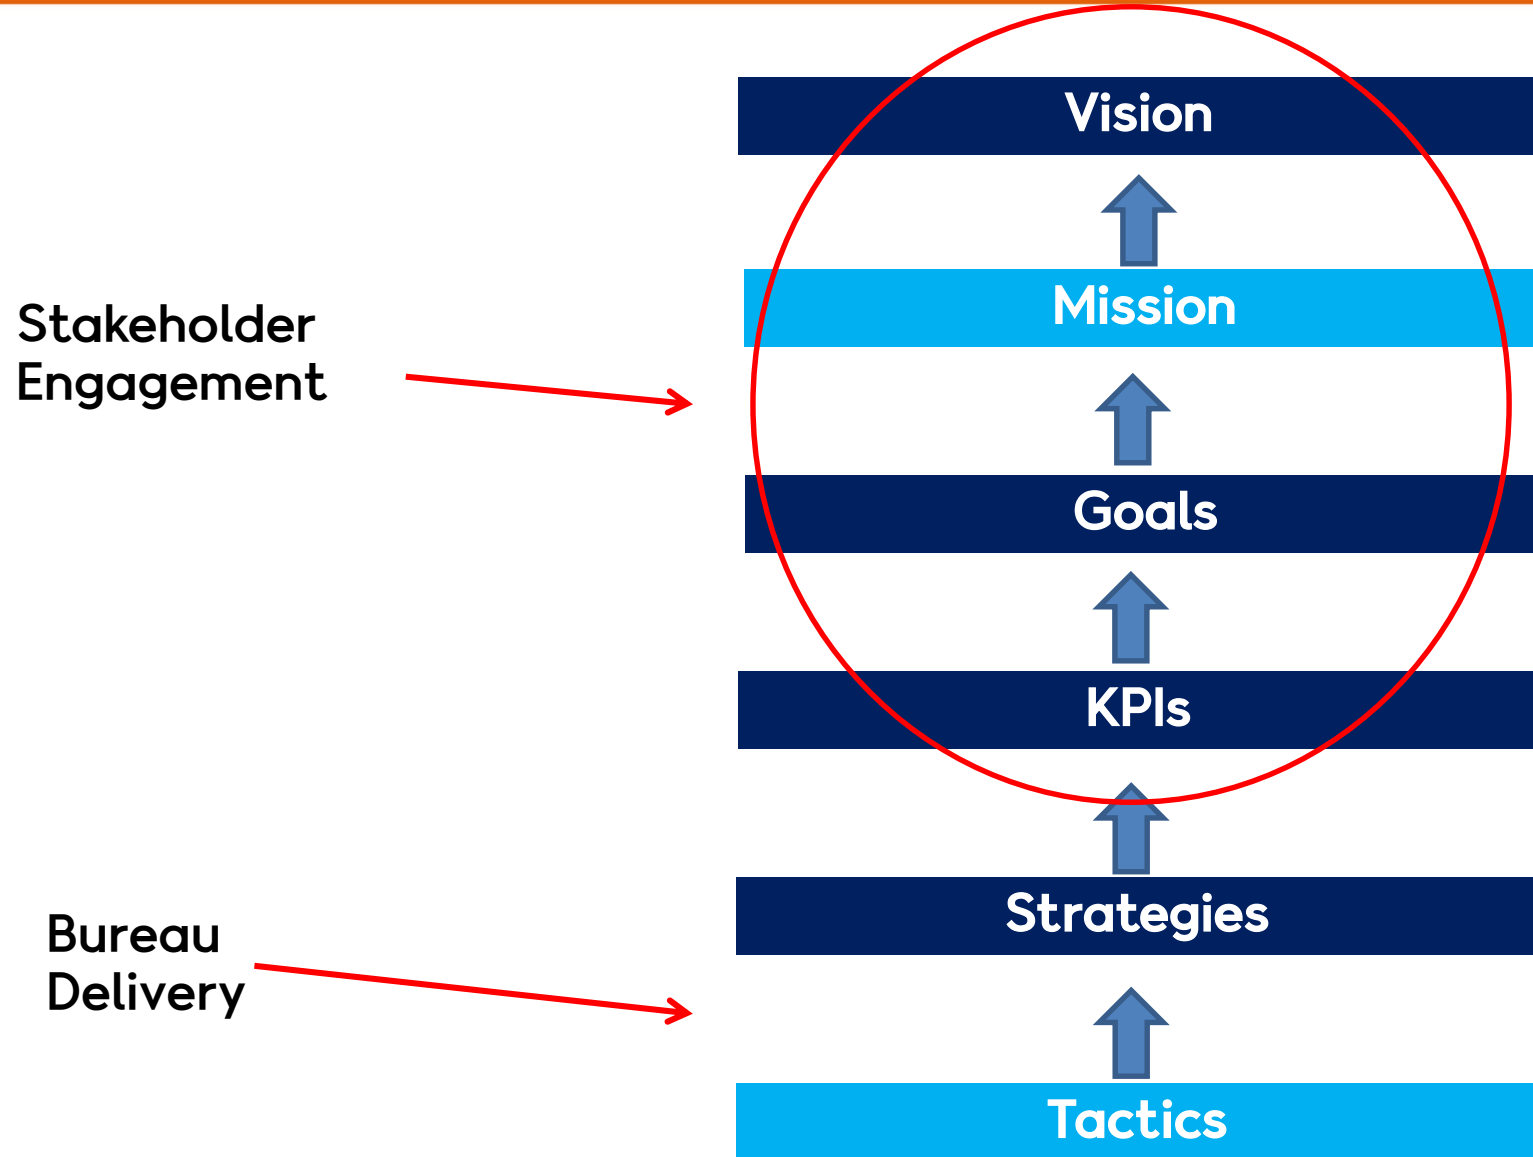 Vision
Mission
Stakeholder
Engagement
Goals
KPIs
Strategies
Bureau
Delivery
Tactics